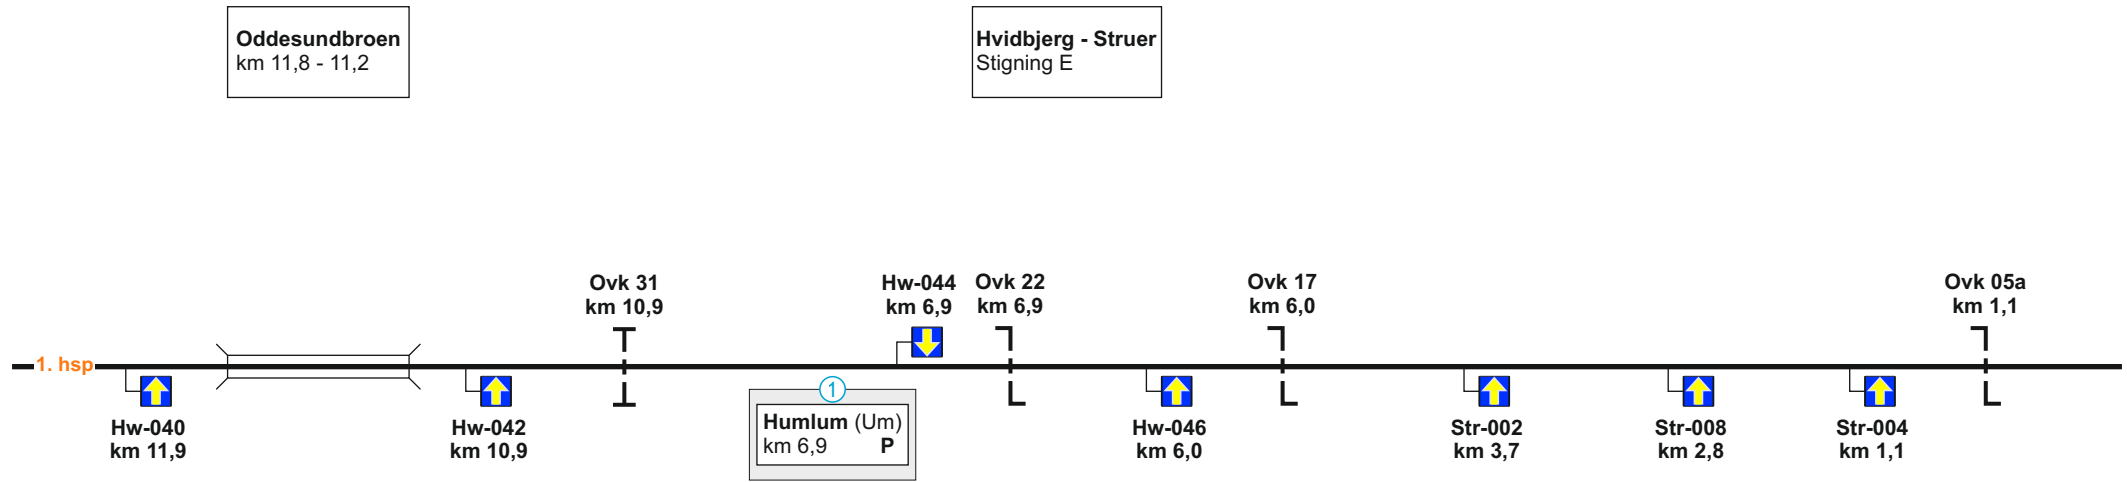 Oddesundbroen
km 11,8 - 11,2
Hvidbjerg - Struer
Stigning E
Ovk 31
km 10,9
Hw-044
km 6,9
Ovk 22
km 6,9
Ovk 17
km 6,0
Ovk 05a
km 1,1
1. hsp
1
Humlum (Um)
km 6,9 P
Hw-040
km 11,9
Hw-042
km 10,9
Hw-046
km 6,0
Str-002
km 3,7
Str-008
km 2,8
Str-004
km 1,1